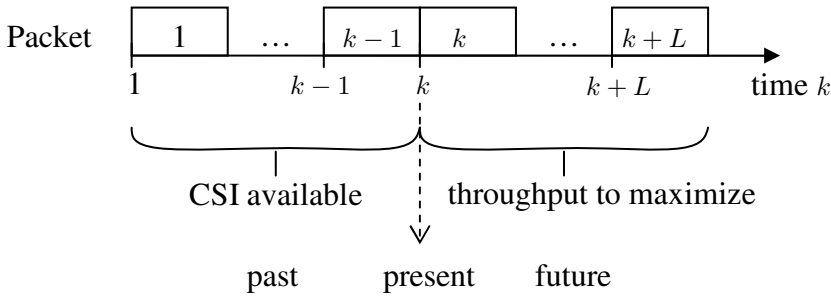 Packet 1 ... k − 1 k ... k + L
1 k − 1 k k + L time k
CSI available throughput to maximize
past present future